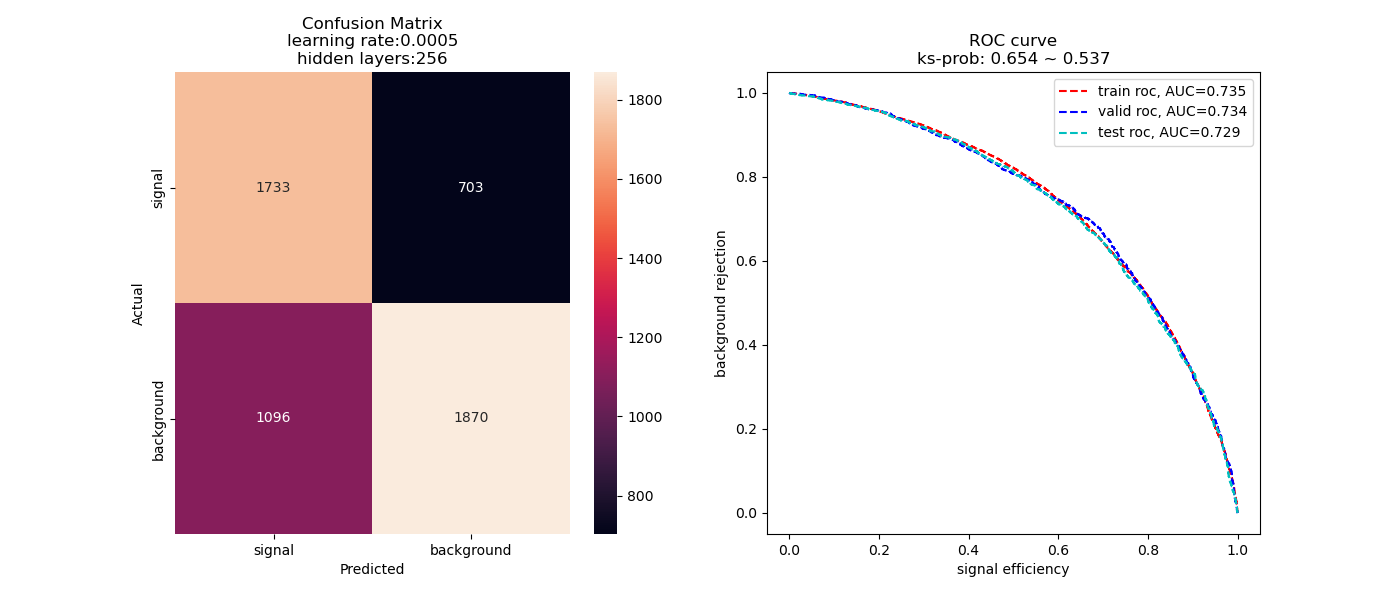 Confusion Matrix
learning rate:0.0005
hidden layers:256
signal
background
Actual
1733
703
1096
1870
signal
background
Predicted
1800
1600
1400
1200
1000
800
ROC curve
ks-prob: 0.654 ~ 0.537
train roc, AUC=0.735
valid roc, AUC=0.734
test roc, AUC=0.729
background rejection
1.0
0.8
0.6
0.4
0.2
0.0
0.0
0.2
0.4
0.6
0.8
1.0
signal efficiency